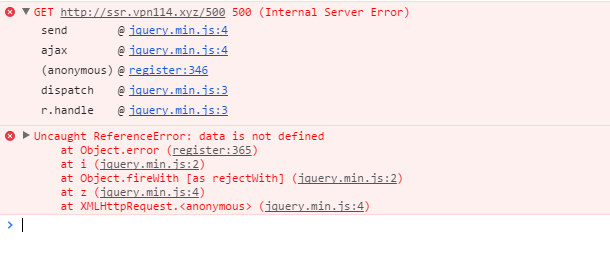 GET http://ssr.vpn114.xyz/500 500 (Internal Server Error)
send @ jquery.min.js:4
ajax @ jquery.min.js:4
(anonymous) @ register:346
dispatch @ jquery.min.js:3
r.handle @ jquery.min.js:3
Uncaught ReferenceError: data is not defined
at Object.error (register:365)
at i (jquery.min.js:2)
at Object.fireWith [as rejectWith] (jquery.min.js:2)
at z (jquery.min.js:4)
at XMLHttpRequest.<anonymous> (jquery.min.js:4)